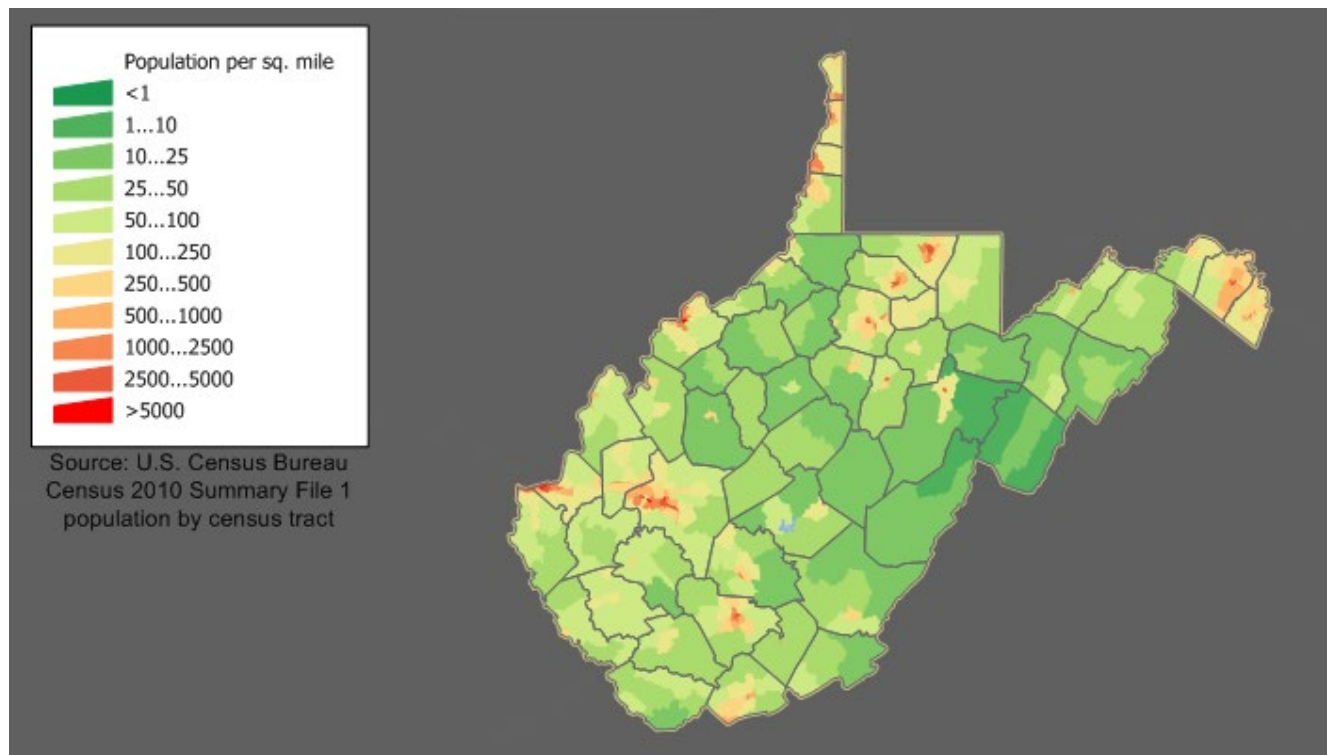 Population per sq. mile
<1
1...10
10...25
25...50
50...100
100...250
250...500
500...1000
1000...2500
2500...5000
>5000
Source: U.S. Census Bureau
Census 2010 Summary File 1
population by census tract